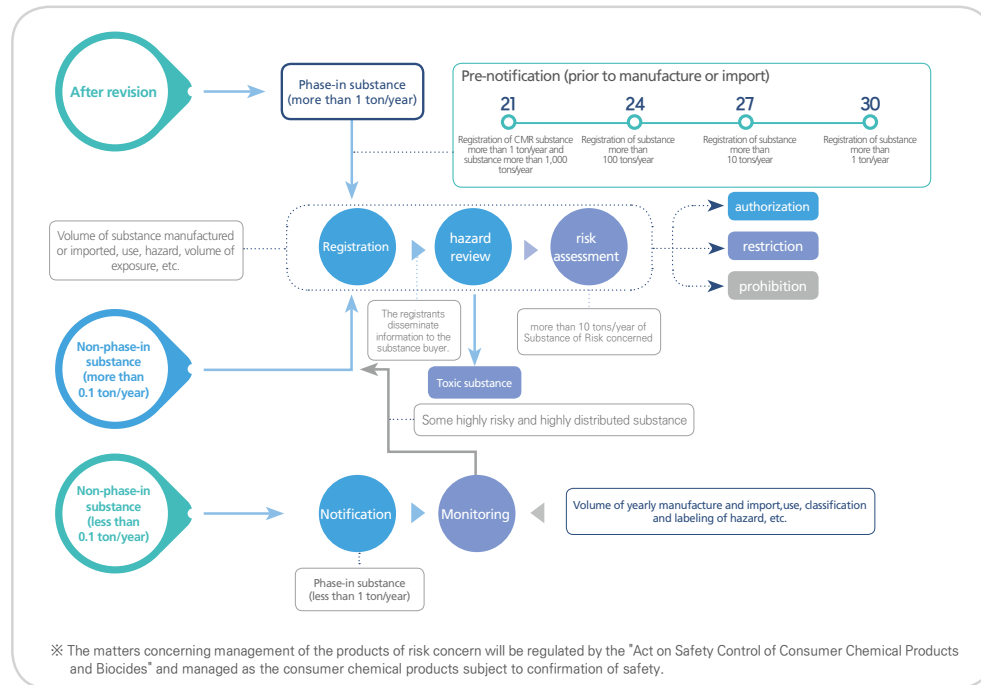 After revision
Phase-in substance
(more than 1 ton/year)
Pre-notification (prior to manufacture or import)
21
24
27
30
Registration of CMR substance
more than 1 ton/year and
substance more than 1,000
tons/year
Registration of substance
more than
100 tons/year
Registration of substance
more than
10 tons/year
Registration of substance
more than
1 ton/year
Volume of substance manufactured
or imported, use, hazard, volume of
exposure, etc.
Registration
hazard
review
risk
assessment
authorization
restriction
prohibition
The registrants
disseminate
information to the
substance buyer.
more than 10 tons/year of
Substance of Risk concerned
Non-phase-in
substance
(more than
0.1 ton/year)
Toxic substance
Some highly risky and highly distributed substance
Non-phase-in
substance
(less than
0.1 ton/year)
Notification
Monitoring
Volume of yearly manufacture and import,use, classification
and labeling of hazard, etc.
Phase-in substance
(less than 1 ton/year)
※ The matters concerning management of the products of risk concern will be regulated by the "Act on Safety Control of Consumer Chemical Products
and Biocides" and managed as the consumer chemical products subject to confirmation of safety.